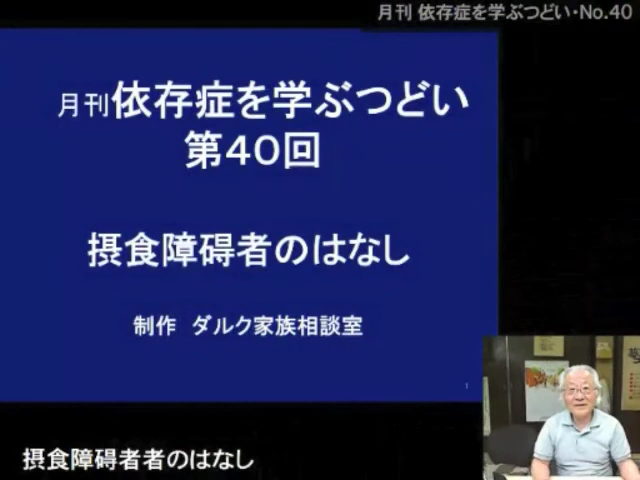 月刊 依存症を学ぶつどい・No.40
月刊依存症を学ぶつどい
第40回
摂食障碍者のはなし
制作 ダルク家族相談室
1
摂食障碍者者のはなし